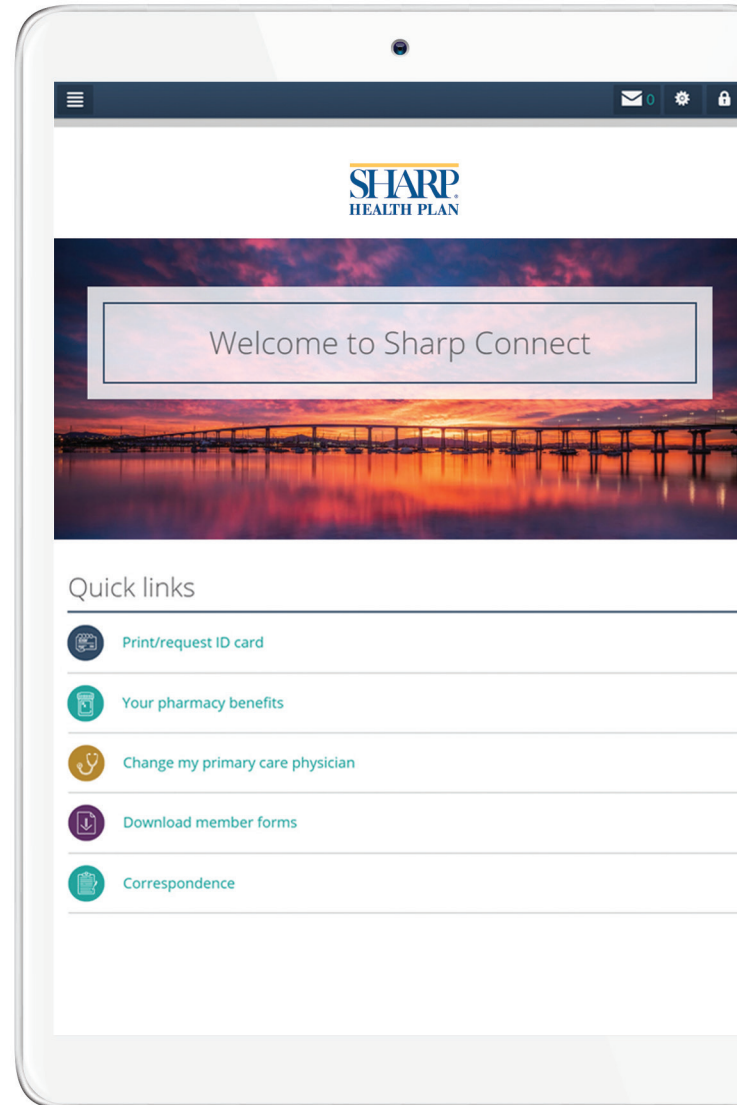 0
SHARP®
HEALTH PLAN
Welcome to Sharp Connect
Quick links
Print/request ID card
Your pharmacy benefits
Change my primary care physician
Download member forms
Correspondence